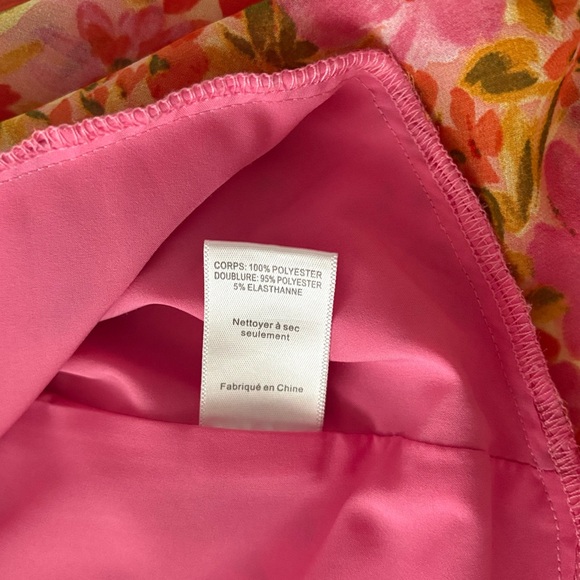 CORPS: 100% POLYESTER
DOUBLURE: 95% POLYESTER
5% ELASTHANNE
Nettoyer à sec
seulement
Fabriqué en Chine